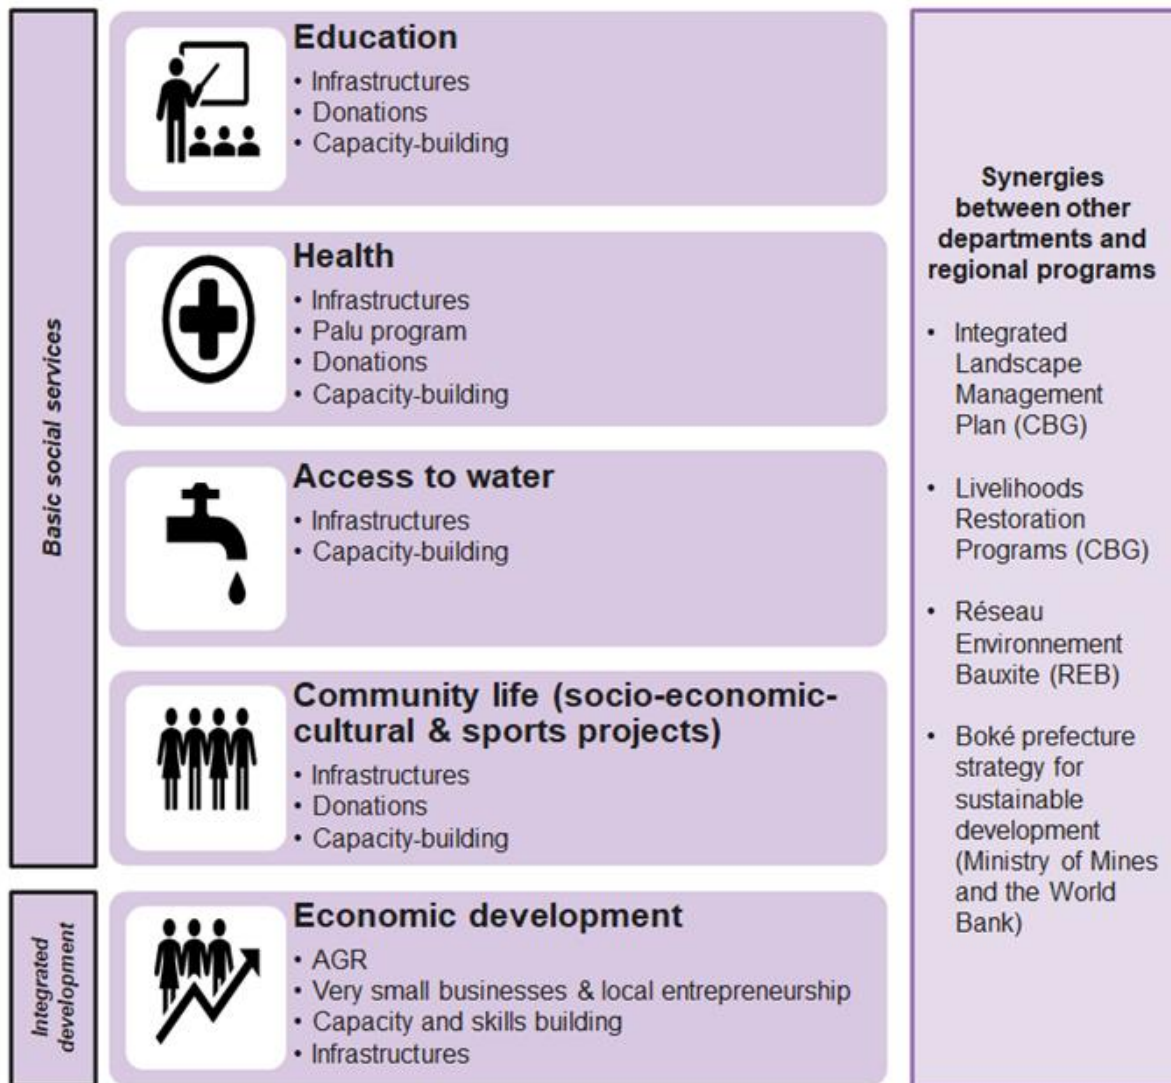 Basic social services
Education
• Infrastructures
• Donations
• Capacity-building
Health
• Infrastructures
• Palu program
• Donations
• Capacity-building
Access to water
• Infrastructures
• Capacity-building
Community life (socio-economic-
cultural & sports projects)
• Infrastructures
• Donations
• Capacity-building
Integrated
development
Economic development
• AGR
• Very small businesses & local entrepreneurship
• Capacity and skills building
• Infrastructures
Synergies
between other
departments and
regional programs
• Integrated
Landscape
Management
Plan (CBG)
• Livelihoods
Restoration
Programs (CBG)
• Réseau
Environnement
Bauxite (REB)
• Boké prefecture
strategy for
sustainable
development
(Ministry of Mines
and the World
Bank)